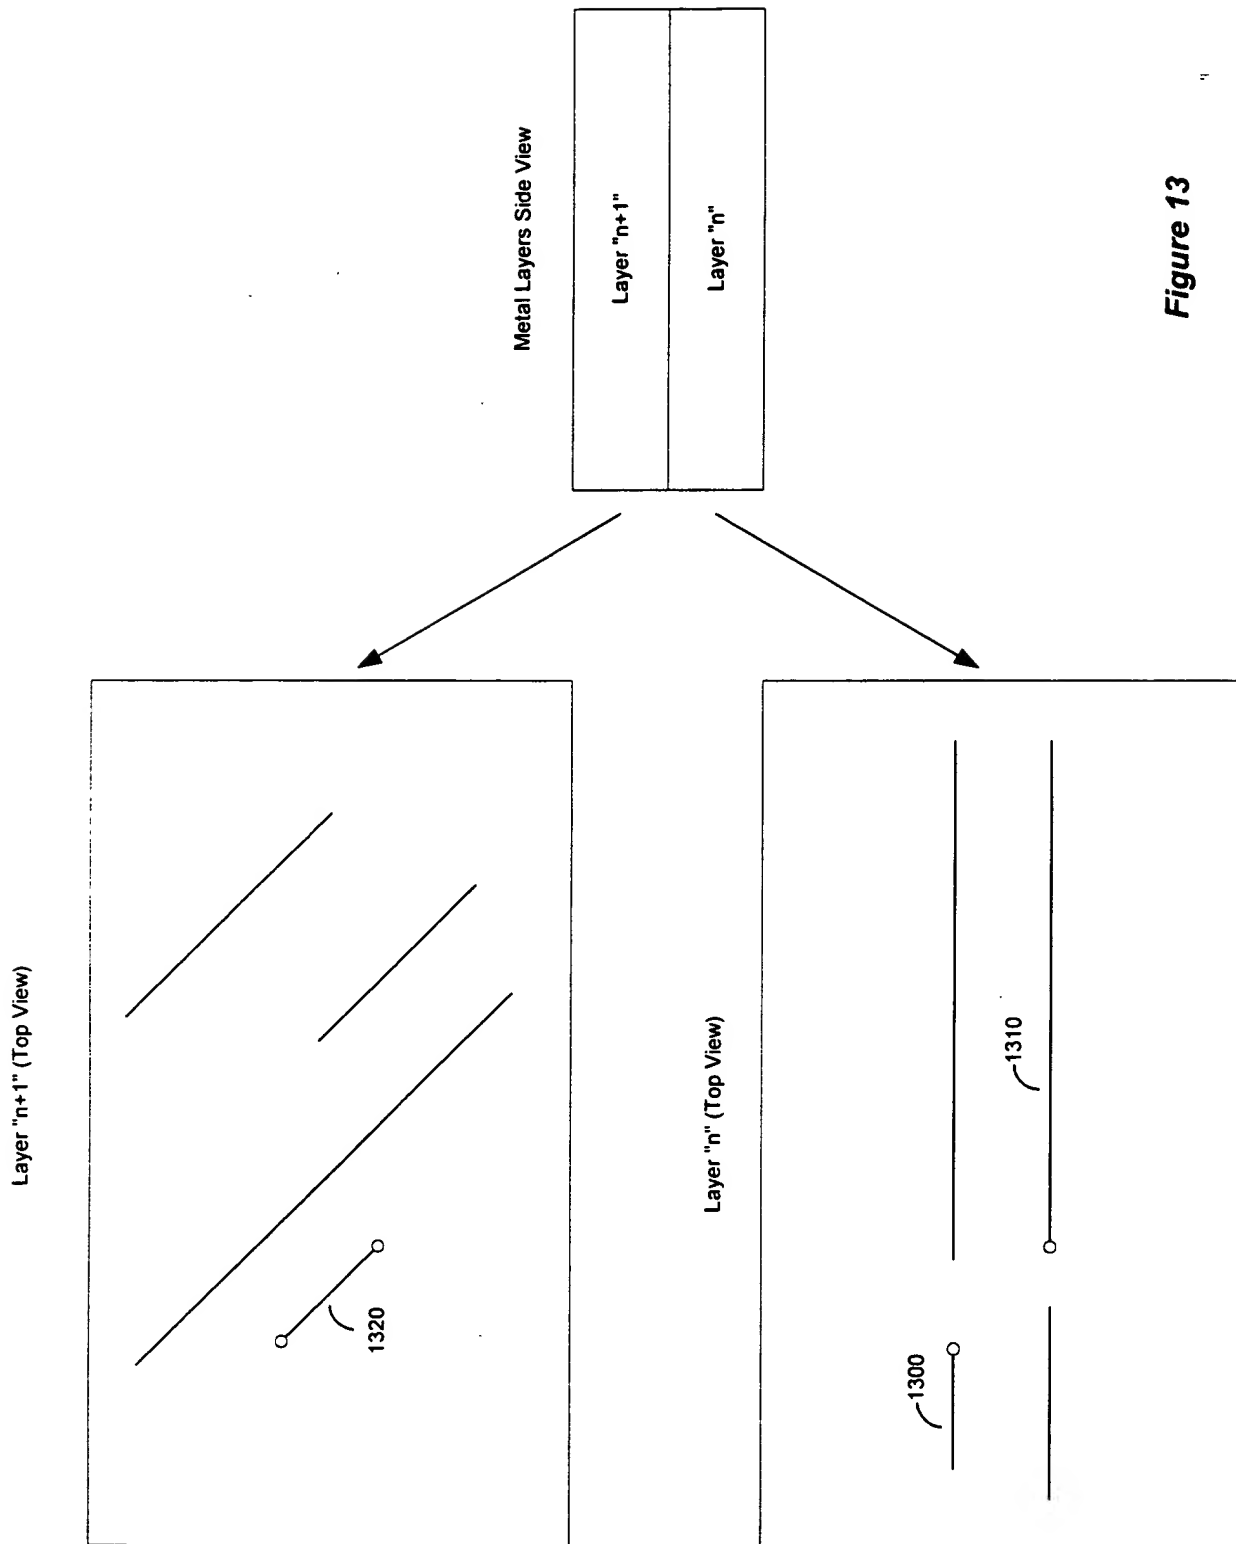 Layer "n+1" (Top View)
1320
Layer "n" (Top View)
1300
1310
Metal Layers Side View
Layer "n+1"
Layer "n"
Figure 13